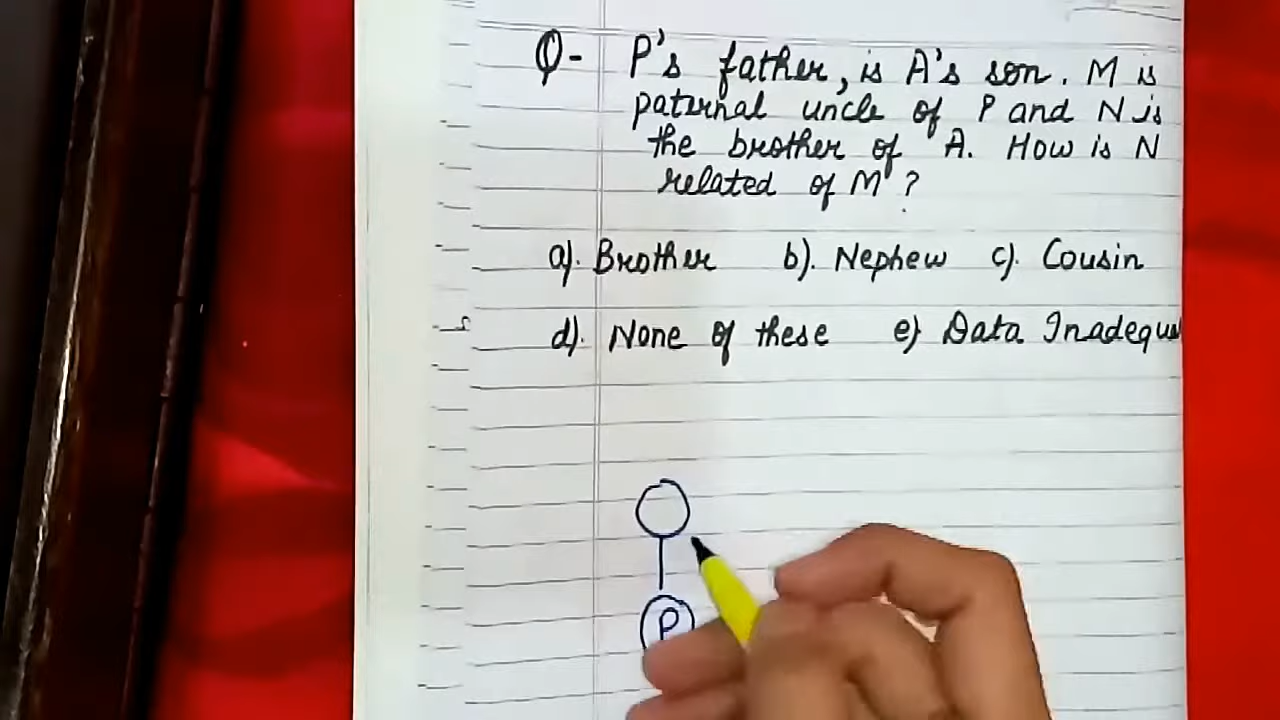 Q- P's father, is A's son. M is
paternal uncle of P and N is
the brother of A. How is N
related of M ?
a). Brother b). Nephew c). Cousin
d). None of these e) Data Inadequa
P